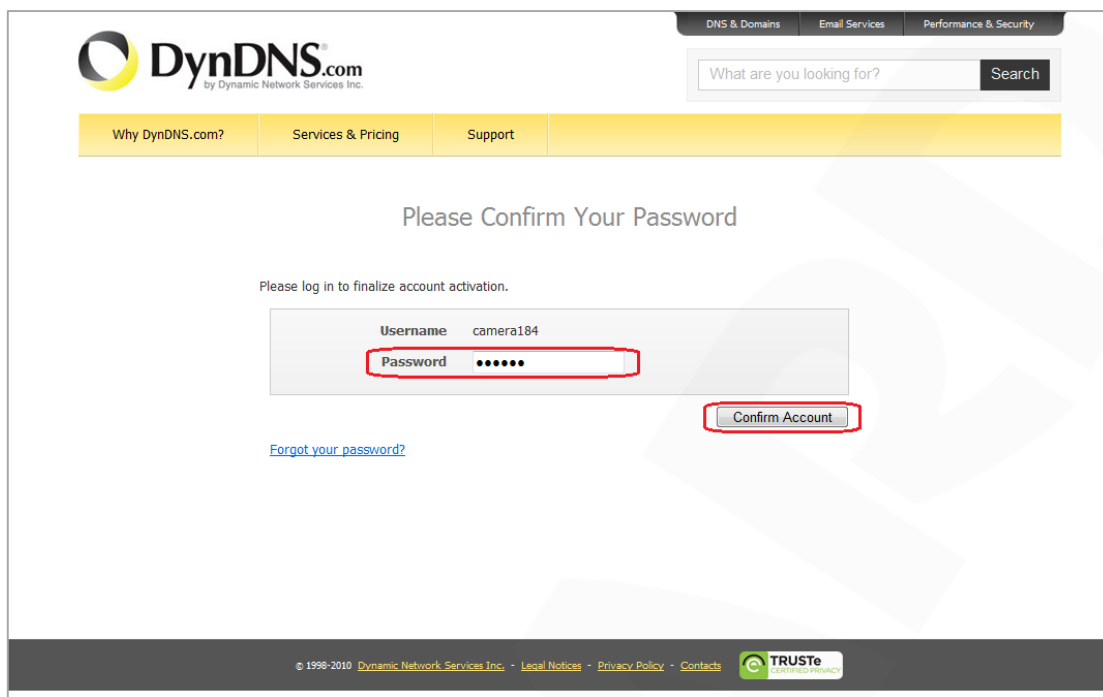 DNS & Domains Email Services Performance & Security
DynDNS.com
by Dynamic Network Services Inc.
What are you looking for? Search
Why DynDNS.com? Services & Pricing Support
Please Confirm Your Password
Please log in to finalize account activation.
Username camera184
Password ••••••
Confirm Account
Forgot your password?
© 1998-2010 Dynamic Network Services Inc. - Legal Notices - Privacy Policy - Contacts
TRUSTe
CERTIFIED PRIVACY